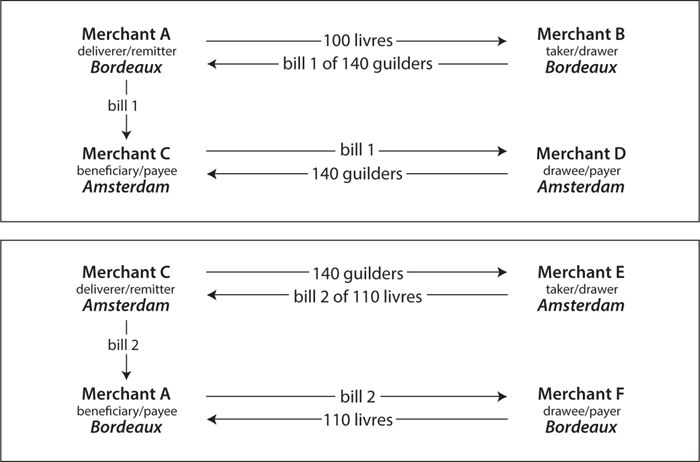 Merchant A
deliverer/remitter
Bordeaux
100 livres
bill 1 of 140 guilders
Merchant B
taker/drawer
Bordeaux
bill 1
Merchant C
beneficiary/payee
Amsterdam
bill 1
140 guilders
Merchant D
drawee/payer
Amsterdam
Merchant C
deliverer/remitter
Amsterdam
140 guilders
bill 2 of 110 livres
Merchant E
taker/drawer
Amsterdam
bill 2
Merchant A
beneficiary/payee
Bordeaux
bill 2
110 livres
Merchant F
drawee/payer
Bordeaux